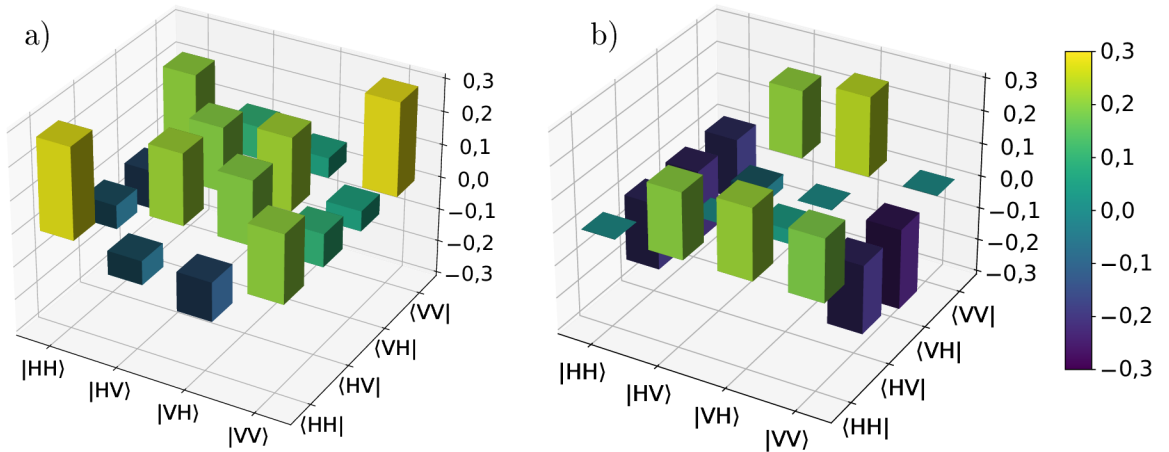 a)
0,3
0,2
0,1
0,0
−0,1
−0,2
−0,3
|HH⟩
|HV⟩
|VH⟩
|VV⟩
⟨HH|
⟨HV|
⟨VH|
⟨VV|
b)
0,3
0,2
0,1
0,0
−0,1
−0,2
−0,3
|HH⟩
|HV⟩
|VH⟩
|VV⟩
⟨HH|
⟨HV|
⟨VH|
⟨VV|
0,3
0,2
0,1
0,0
−0,1
−0,2
−0,3